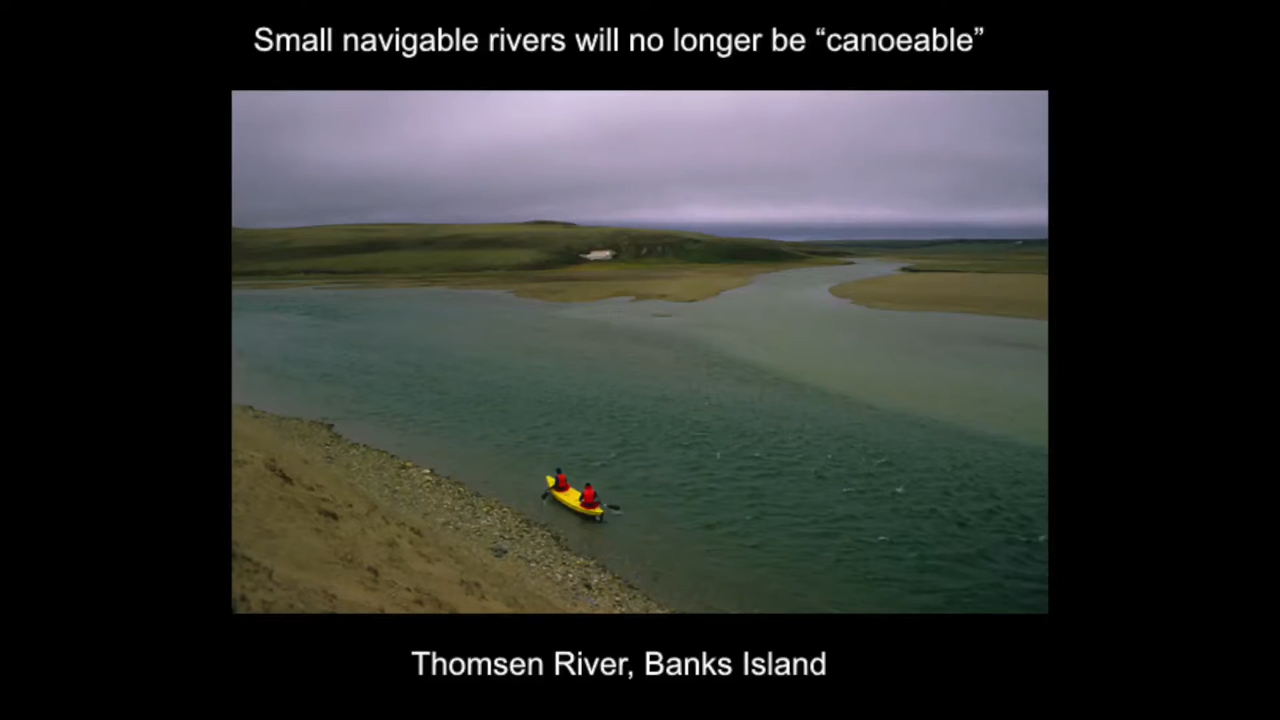 Small navigable rivers will no longer be “canoeable”
Thomsen River, Banks Island